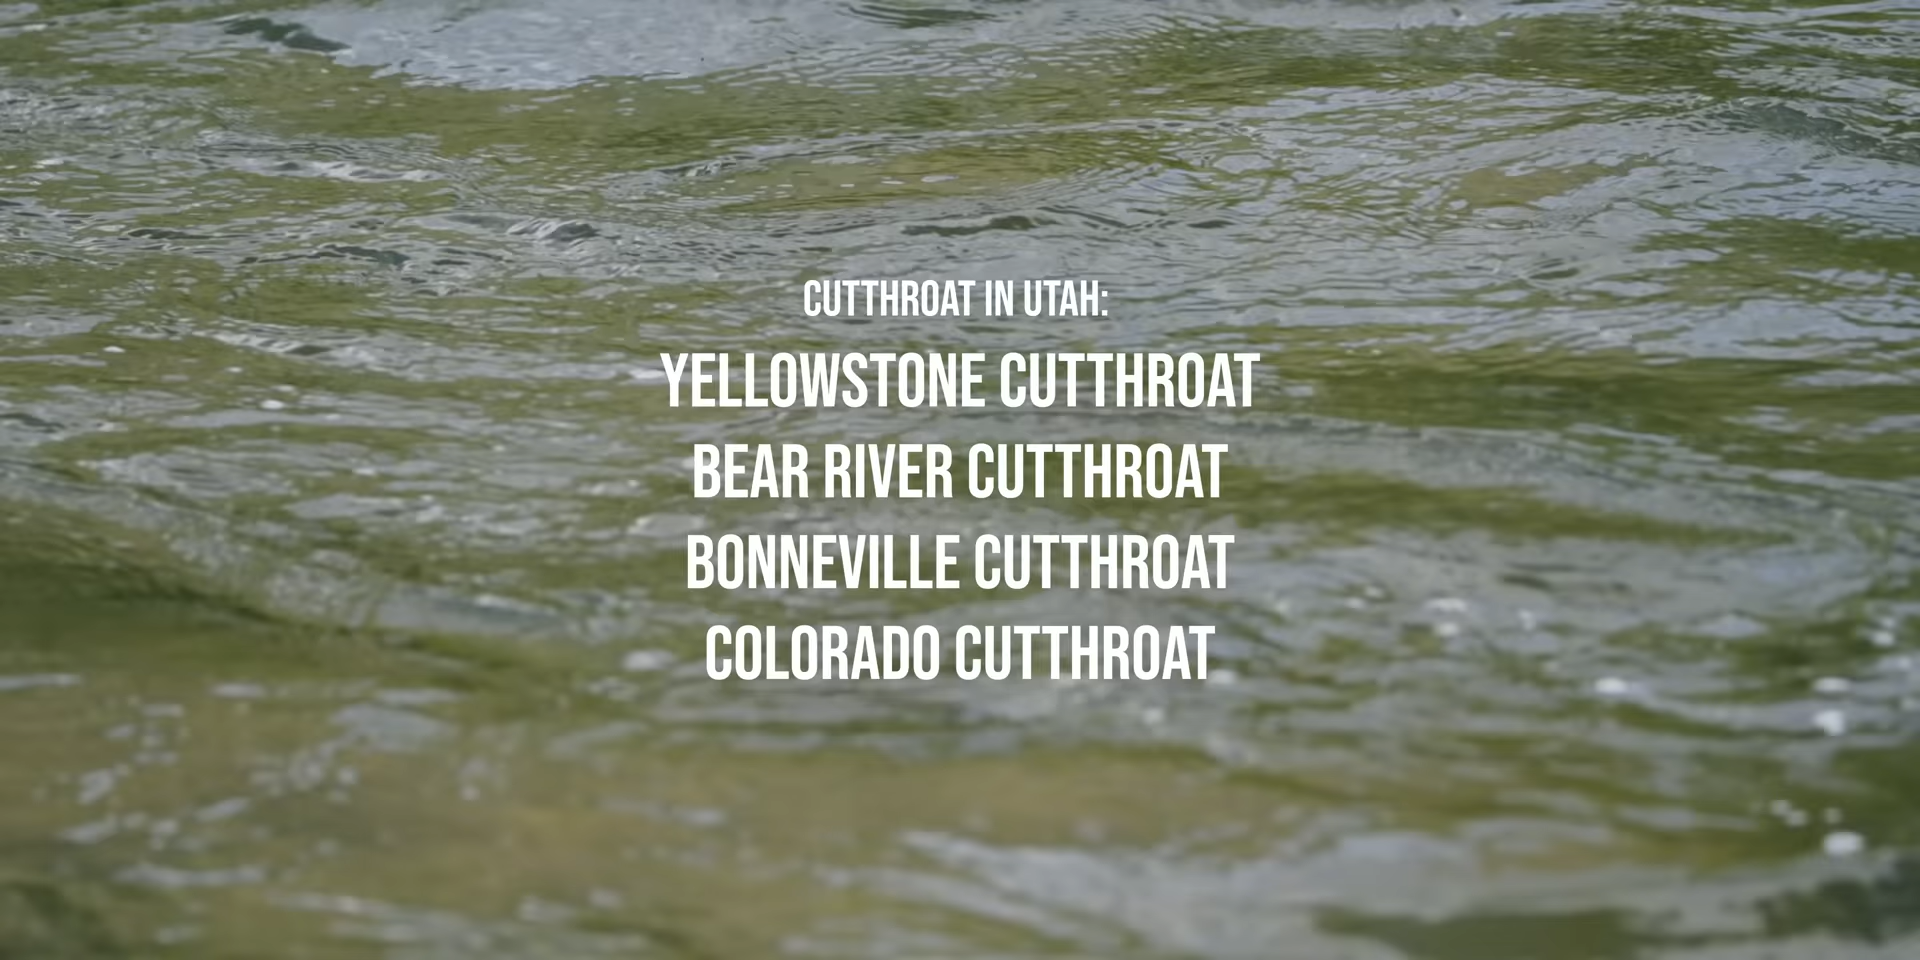 CUTTHROAT IN UTAH:
YELLOWSTONE CUTTHROAT
BEAR RIVER CUTTHROAT
BONNEVILLE CUTTHROAT
COLORADO CUTTHROAT